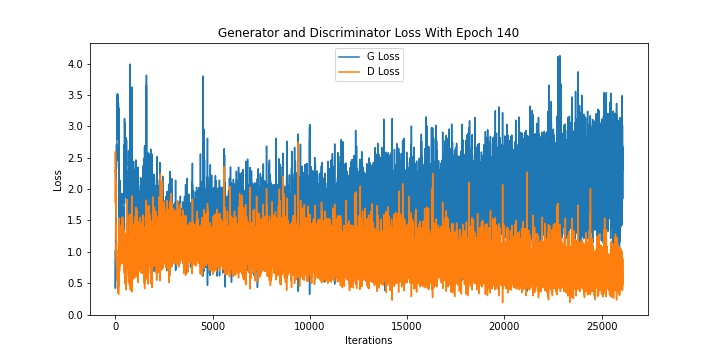 Generator and Discriminator Loss With Epoch 140
G Loss
D Loss
Loss
4.0
3.5
3.0
2.5
2.0
1.5
1.0
0.5
0.0
0 5000 10000 15000 20000 25000
Iterations